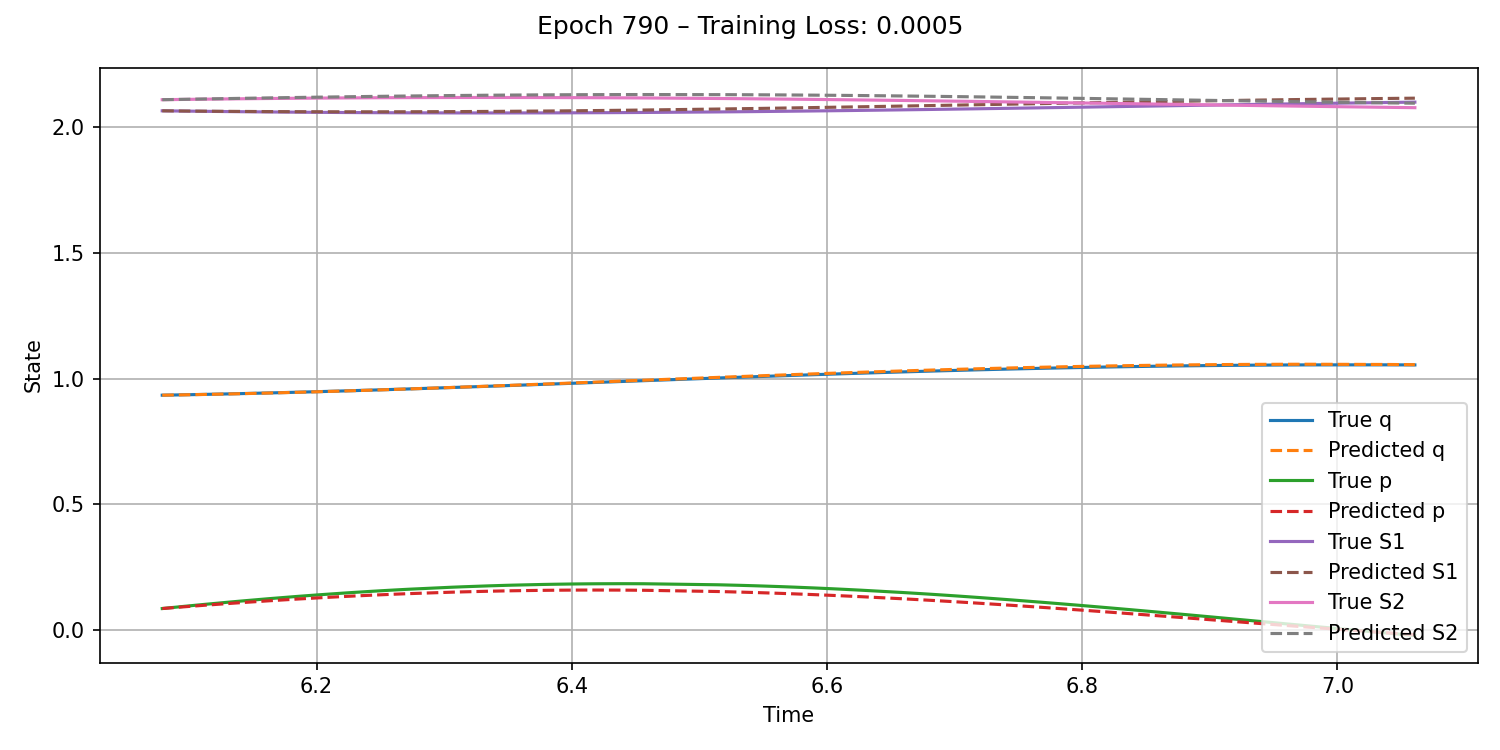 Epoch 790 – Training Loss: 0.0005
State
2.0
1.5
1.0
0.5
0.0
True q
Predicted q
True p
Predicted p
True S1
Predicted S1
True S2
Predicted S2
6.2 6.4 6.6 6.8 7.0
Time